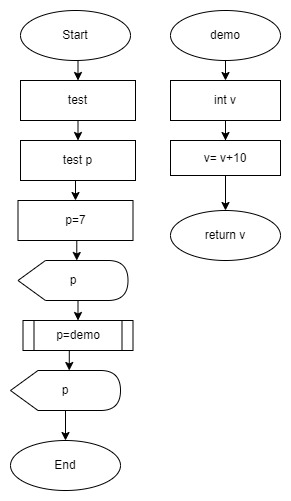 Start
test
test p
p=7
p
p=demo
p
End
demo
int v
v= v+10
return v